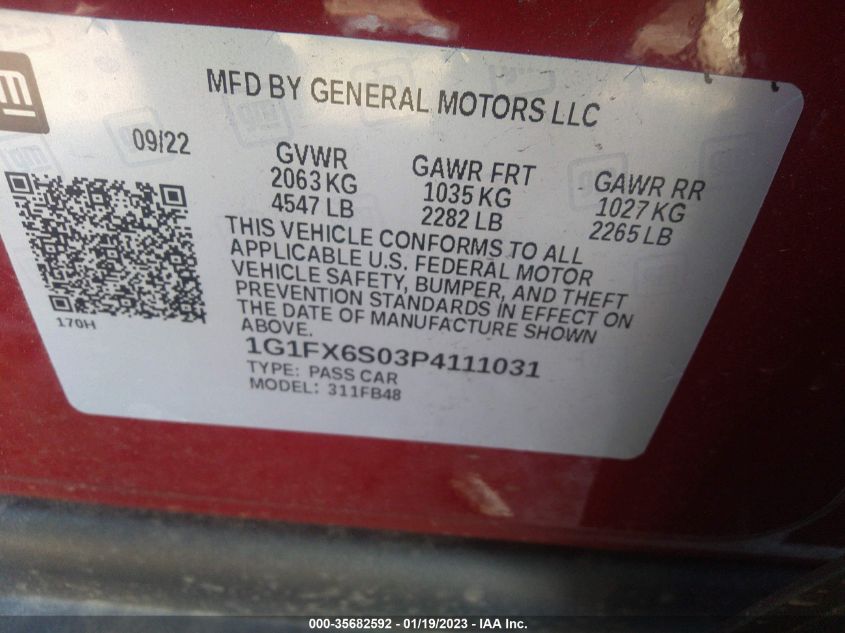 gm
MFD BY GENERAL MOTORS LLC
09/22
GVWR
2063 KG
4547 LB
GAWR FRT
1035 KG
2282 LB
GAWR RR
1027 KG
2265 LB
THIS VEHICLE CONFORMS TO ALL
APPLICABLE U.S. FEDERAL MOTOR
VEHICLE SAFETY, BUMPER, AND THEFT
PREVENTION STANDARDS IN EFFECT ON
THE DATE OF MANUFACTURE SHOWN
ABOVE.
170H
1G1FX6S03P4111031
TYPE: PASS CAR
MODEL: 311FB48
000-35682592 - 01/19/2023 - IAA Inc.